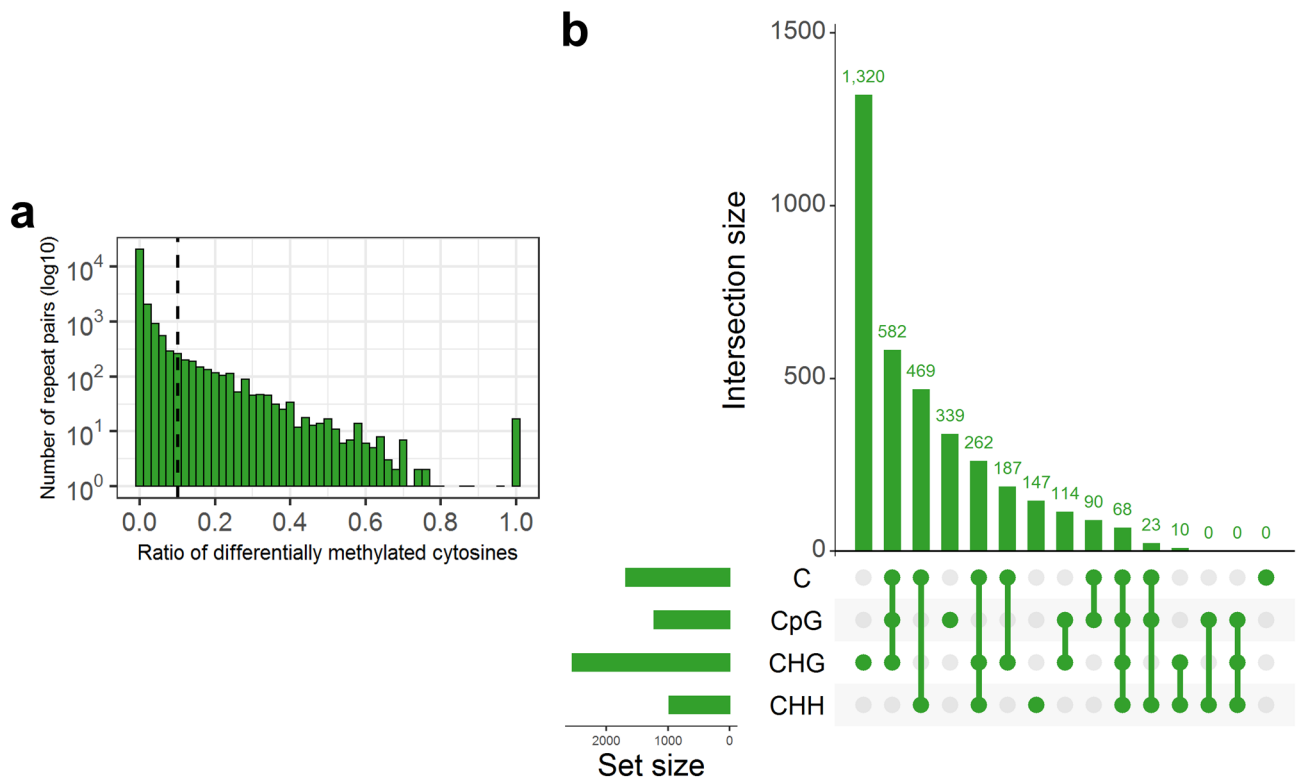 a
Number of repeat pairs (log10)
10^4
10^3
10^2
10^1
10^0
0.0 0.2 0.4 0.6 0.8 1.0
Ratio of differentially methylated cytosines
b
Intersection size
1500
1000
500
0
1,320
582
469
339
262
187
147
114
90
68
23
10
0
0
0
C
CpG
CHG
CHH
2000 1000 0
Set size